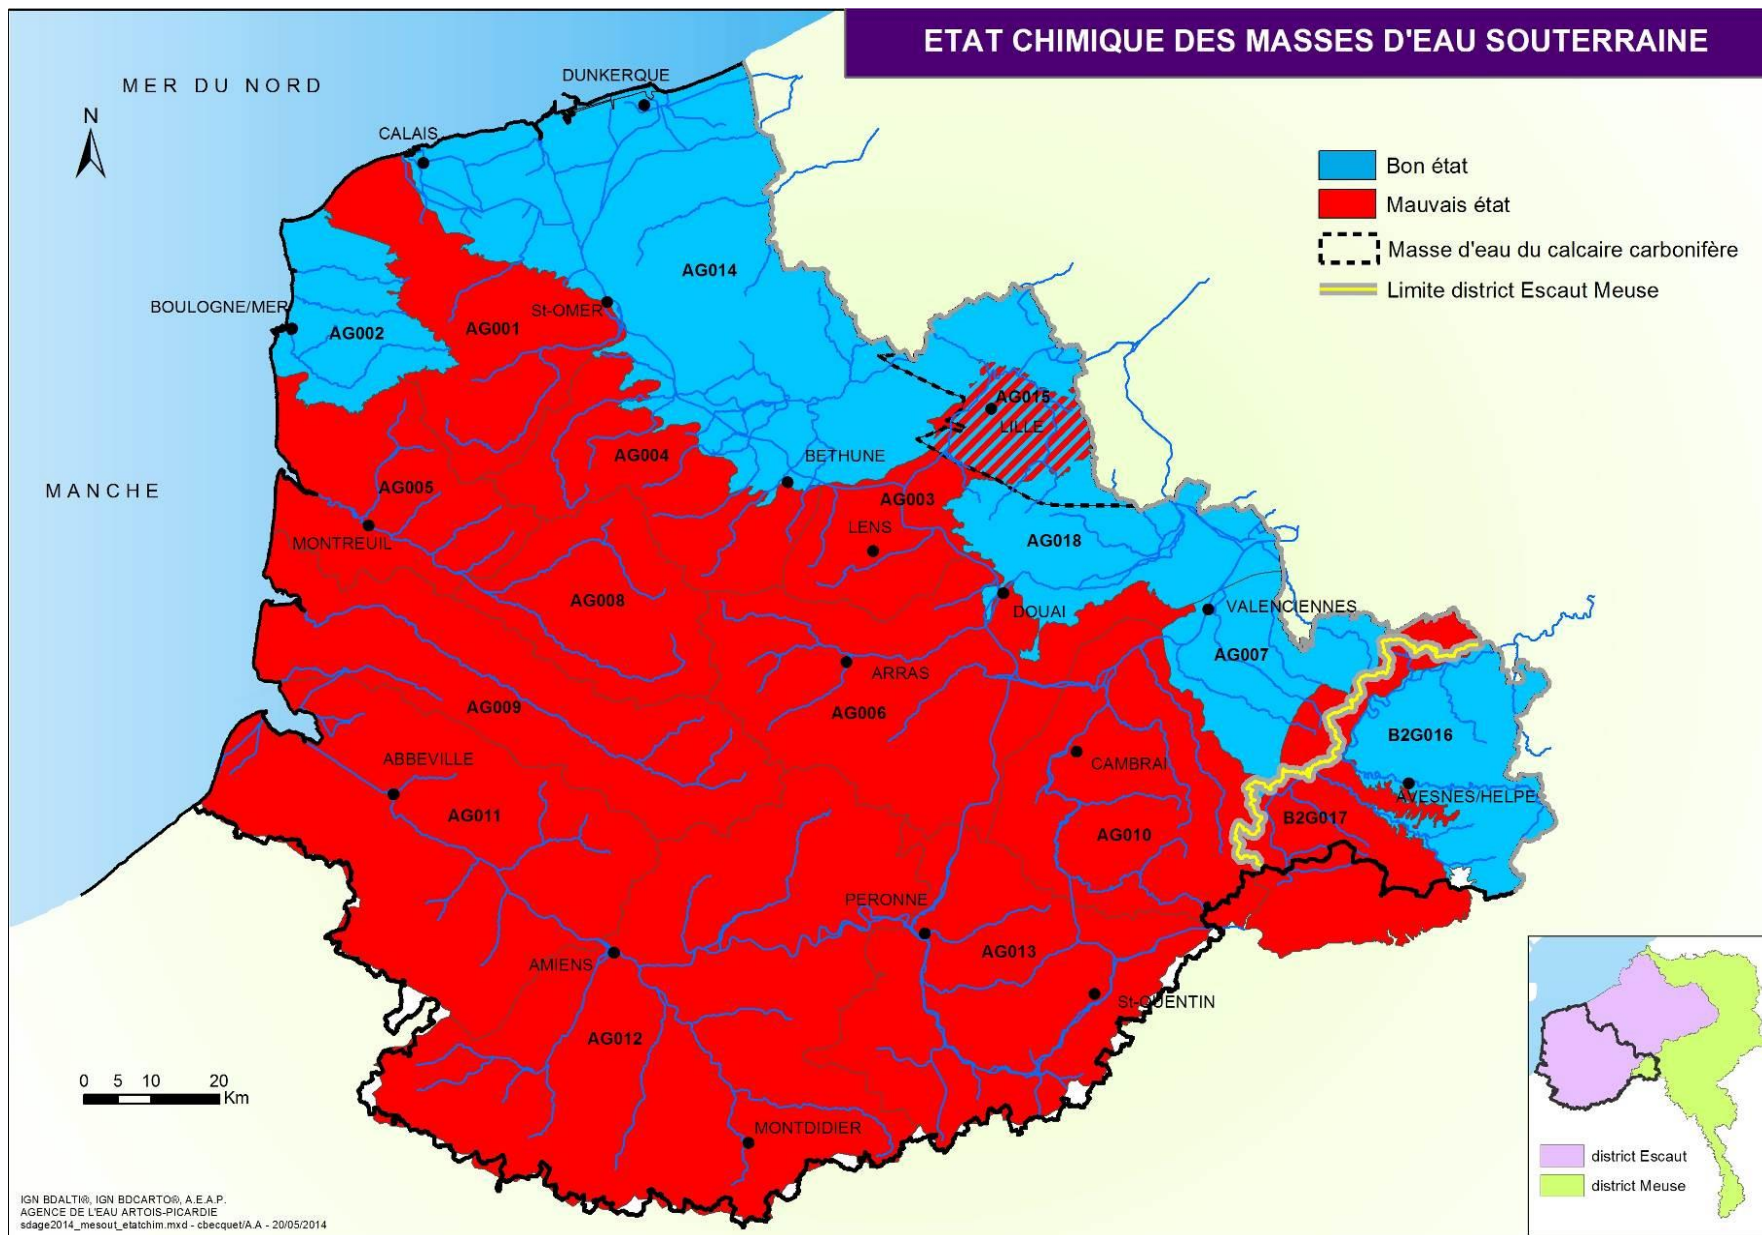 ETAT CHIMIQUE DES MASSES D'EAU SOUTERRAINE
MER DU NORD
DUNKERQUE
N
CALAIS
Bon état
Mauvais état
Masse d'eau du calcaire carbonifère
Limite district Escaut Meuse
AG014
BOULOGNE/MER
St-OMER
AG002
AG001
AG015
LILLE
MANCHE
AG004
BETHUNE
AG005
AG003
LENS
MONTREUIL
AG018
AG008
DOUAI
VALENCIENNES
AG007
ARRAS
AG009
AG006
B2G016
ABBEVILLE
CAMBRAI
AVESNES/HELPE
AG011
AG010
B2G017
PERONNE
AMIENS
AG013
St-QUENTIN
AG012
0 5 10 20
Km
MONTDIDIER
district Escaut
district Meuse
IGN BDALTI®, IGN BDCARTO®, A.E.A.P.
AGENCE DE L'EAU ARTOIS-PICARDIE
sdage2014_mesout_etatchim.mxd - cbecquet/A.A - 20/05/2014